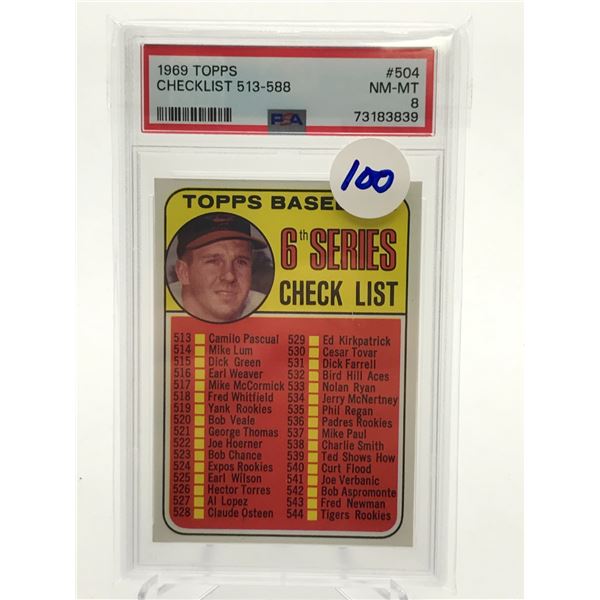 1969 TOPPS
#504
CHECKLIST 513-588
NM-MT
8
PSA
73183839
100
TOPPS BASEB
6th SERIES
CHECK LIST
513 Camilo Pascual
514 Mike Lum
515 Dick Green
516 Earl Weaver
517 Mike McCormick
518 Fred Whitfield
519 Yank Rookies
520 Bob Veale
521 George Thomas
522 Joe Hoerner
523 Bob Chance
524 Expos Rookies
525 Earl Wilson
526 Hector Torres
527 Al Lopez
528 Claude Osteen
529 Ed Kirkpatrick
530 Cesar Tovar
531 Dick Farrell
532 Bird Hill Aces
533 Nolan Ryan
534 Jerry McNertney
535 Phil Regan
536 Padres Rookies
537 Mike Paul
538 Charlie Smith
539 Ted Shows How
540 Curt Flood
541 Joe Verbanic
542 Bob Aspromonte
543 Fred Newman
544 Tigers Rookies